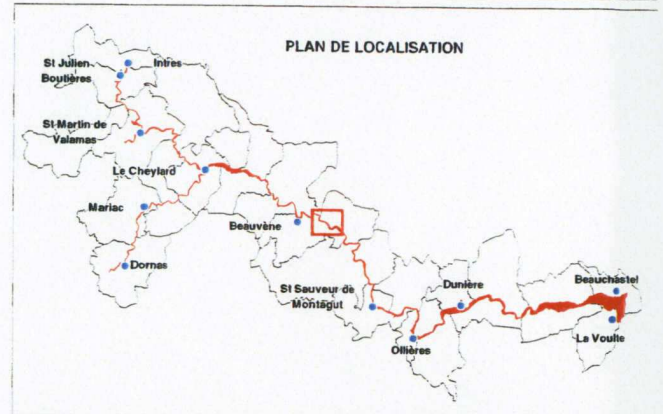 PLAN DE LOCALISATION
St Julien
Boutières
Intres
St Martin de
Valamas
Le Cheylard
Mariac
Beauvène
Dornas
St Sauveur de
Montagut
Dunière
Beauchastel
Ollières
La Voulte